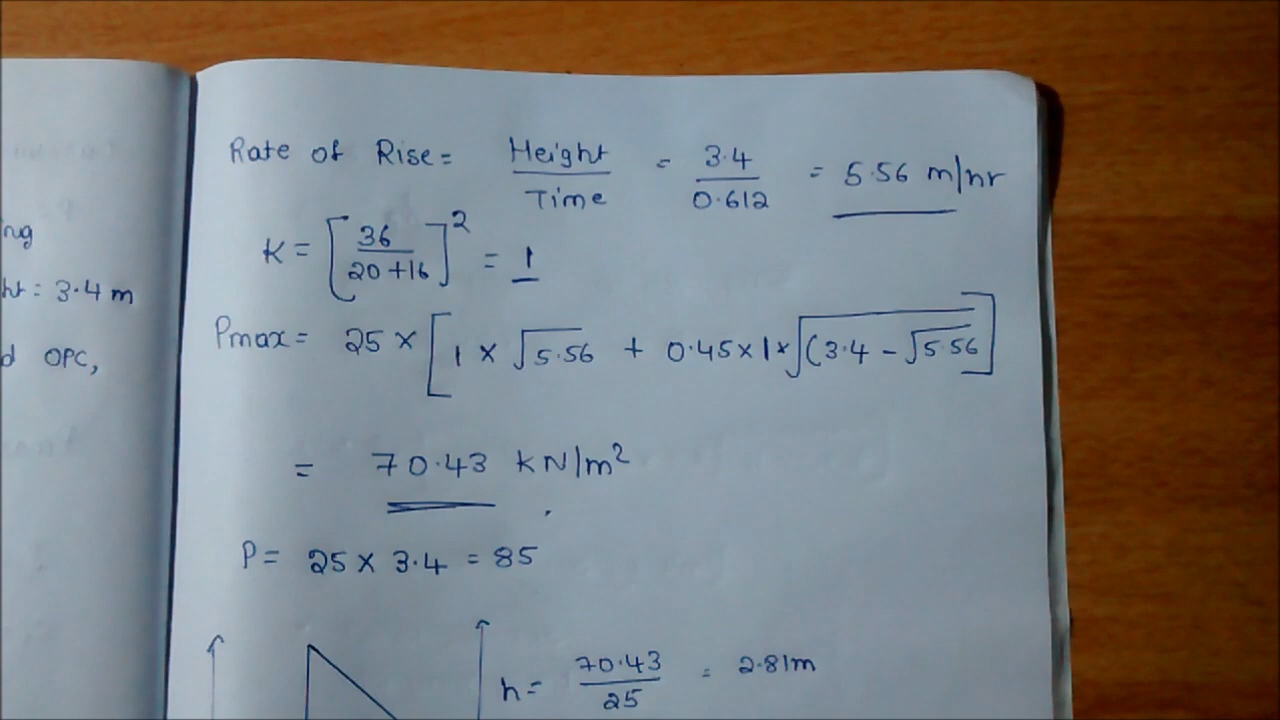 ng
ht: 3.4 m
d OPC,
Rate of Rise = Height / Time = 3.4 / 0.612 = 5.56 m/hr
K = [36 / 20+16]² = 1
Pmax = 25 × [1 × √5.56 + 0.45×1×√(3.4 - √5.56]
= 70.43 KN/m²
P = 25 × 3.4 = 85
h = 70.43 / 25 = 2.81m